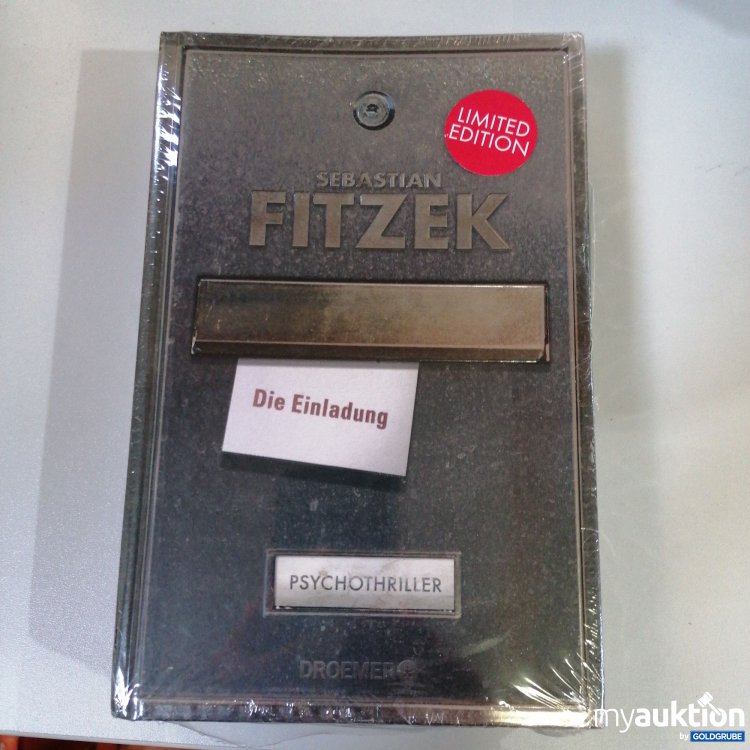 LIMITED
EDITION
SEBASTIAN
FITZEK
Die Einladung
PSYCHOTHRILLER
DROEMER
myauktion
by GOLDGRUBE